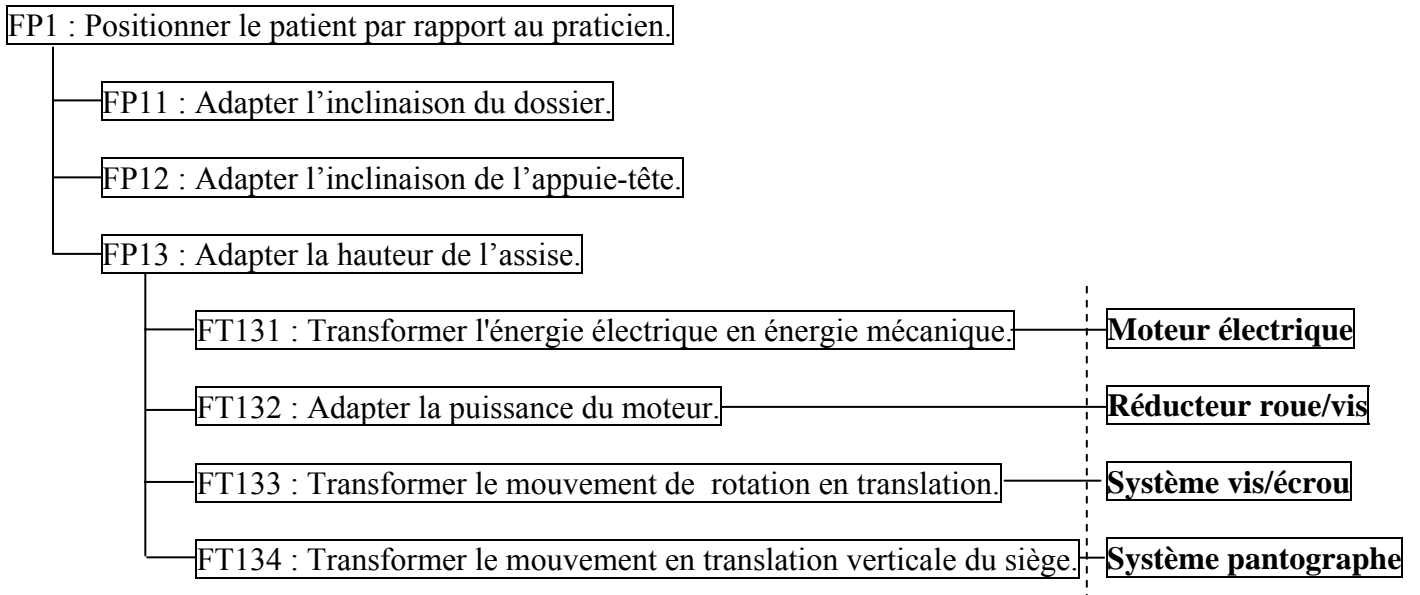 FP1 : Positionner le patient par rapport au praticien.
FP11 : Adapter l’inclinaison du dossier.
FP12 : Adapter l’inclinaison de l’appuie-tête.
FP13 : Adapter la hauteur de l’assise.
FT131 : Transformer l'énergie électrique en énergie mécanique. Moteur électrique
FT132 : Adapter la puissance du moteur. Réducteur roue/vis
FT133 : Transformer le mouvement de rotation en translation. Système vis/écrou
FT134 : Transformer le mouvement en translation verticale du siège. Système pantographe